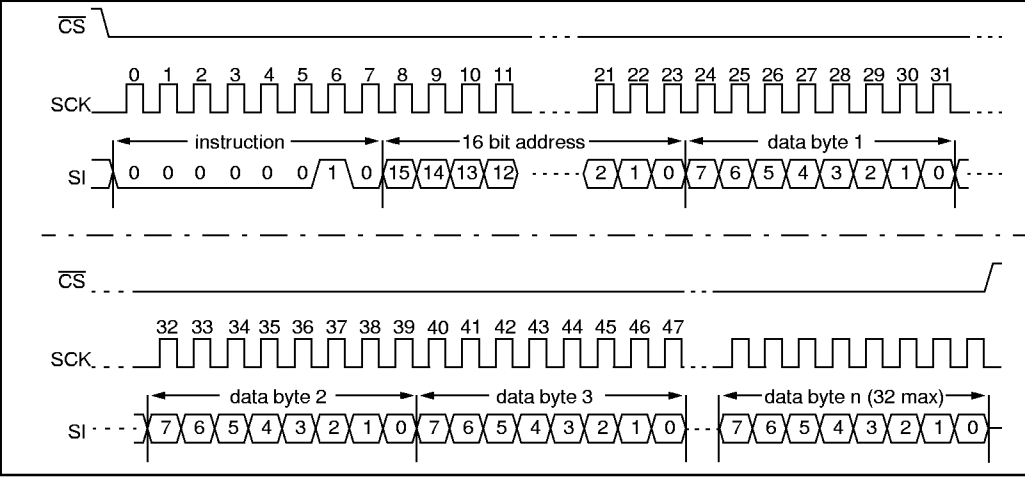 CS
0 1 2 3 4 5 6 7 8 9 10 11 21 22 23 24 25 26 27 28 29 30 31
SCK
instruction 16 bit address data byte 1
SI 0 0 0 0 0 0 1 0 15 14 13 12 2 1 0 7 6 5 4 3 2 1 0
CS
32 33 34 35 36 37 38 39 40 41 42 43 44 45 46 47
SCK
data byte 2 data byte 3 data byte n (32 max)
SI 7 6 5 4 3 2 1 0 7 6 5 4 3 2 1 0 7 6 5 4 3 2 1 0